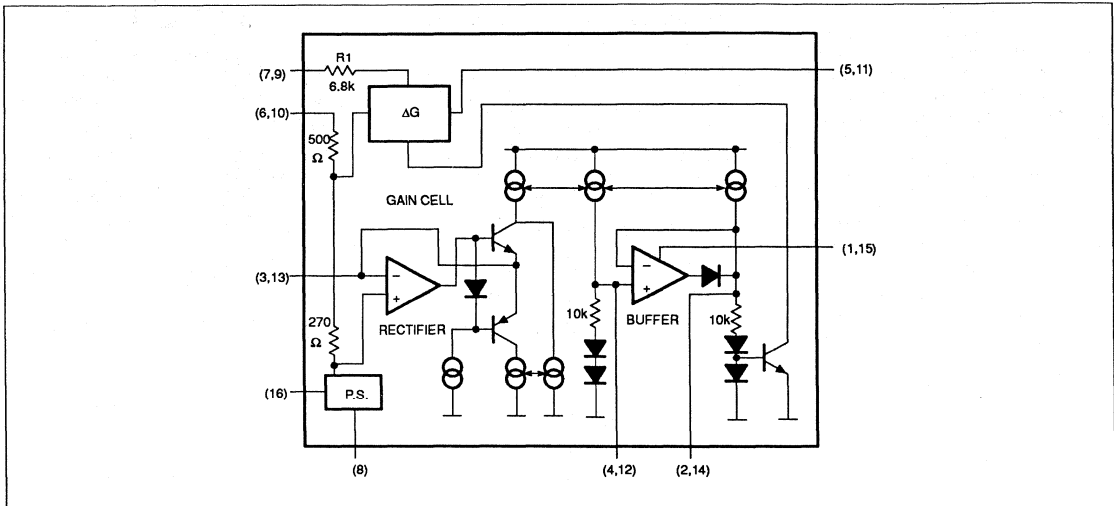 R1
(7,9)
6.8k
(5,11)
(6,10)
ΔG
500
Ω
GAIN CELL
(1,15)
(3,13)
−
+
−
+
RECTIFIER
10k
BUFFER
10k
270
Ω
(16)
P.S.
(8)
(4,12)
(2,14)